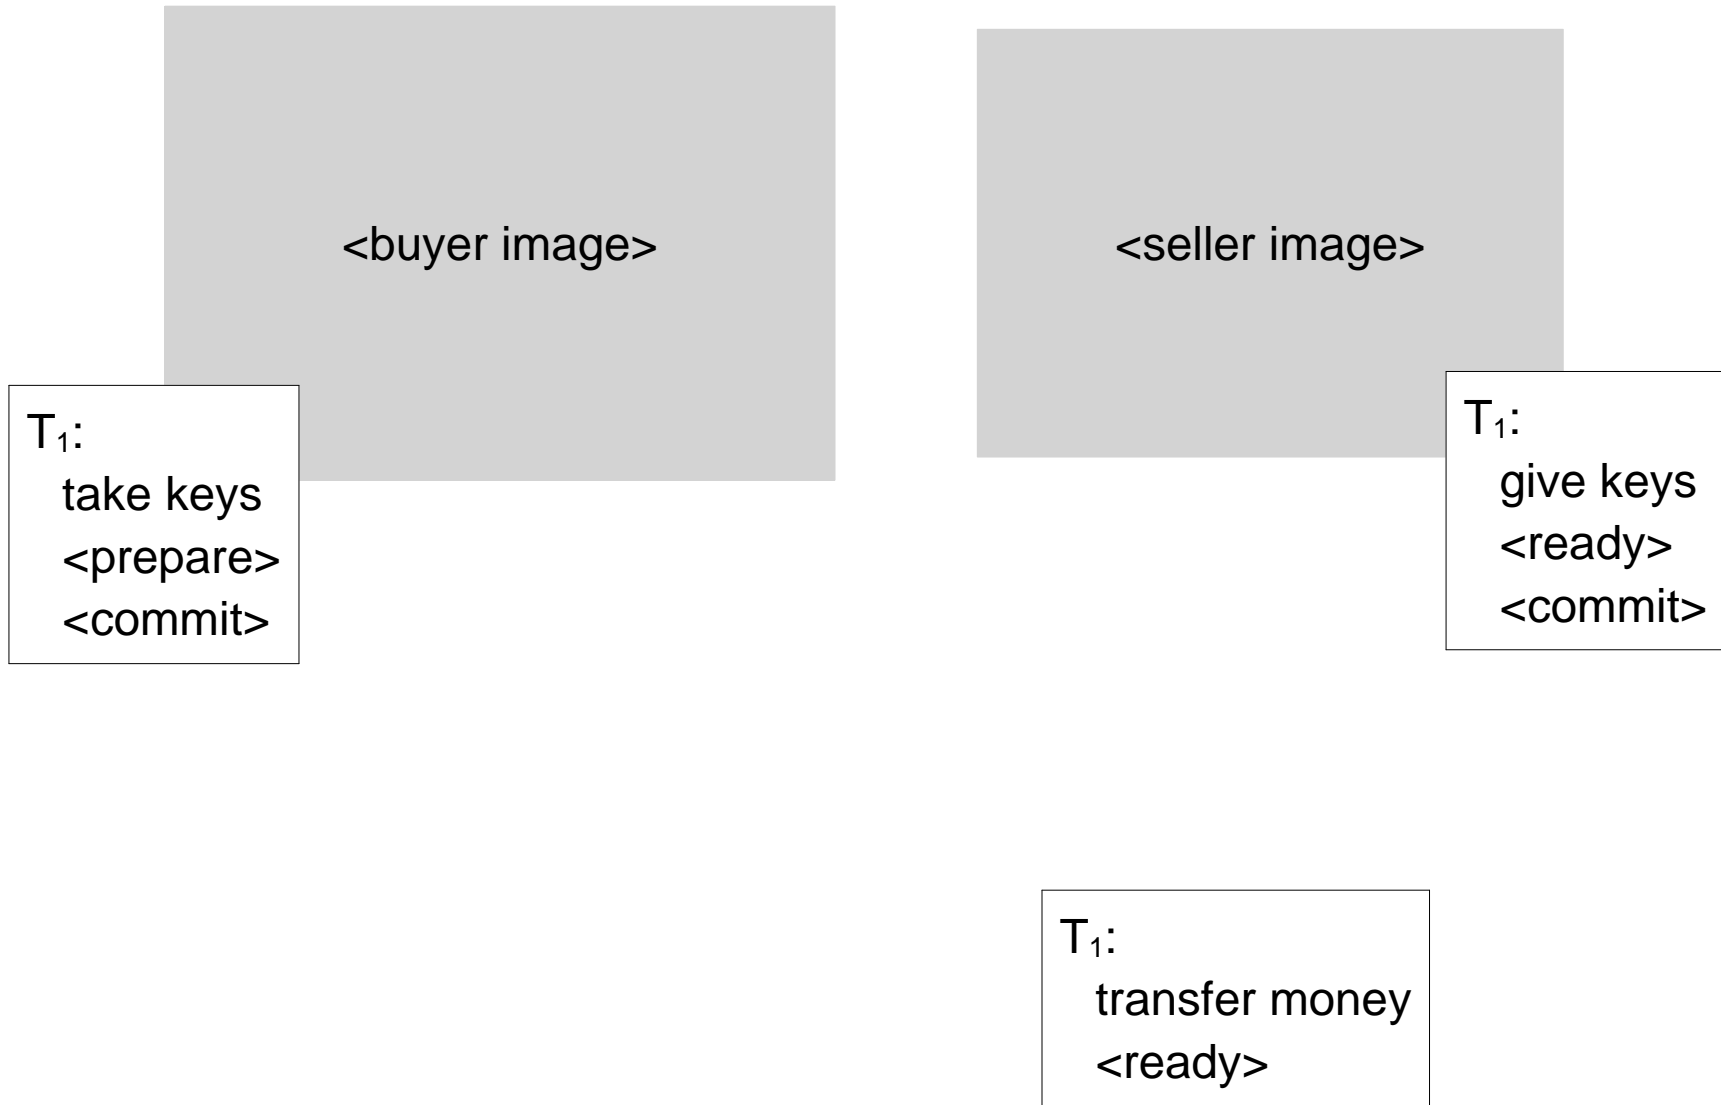 <buyer image>
<seller image>
T₁:
take keys
<prepare>
<commit>
T₁:
give keys
<ready>
<commit>
T₁:
transfer money
<ready>